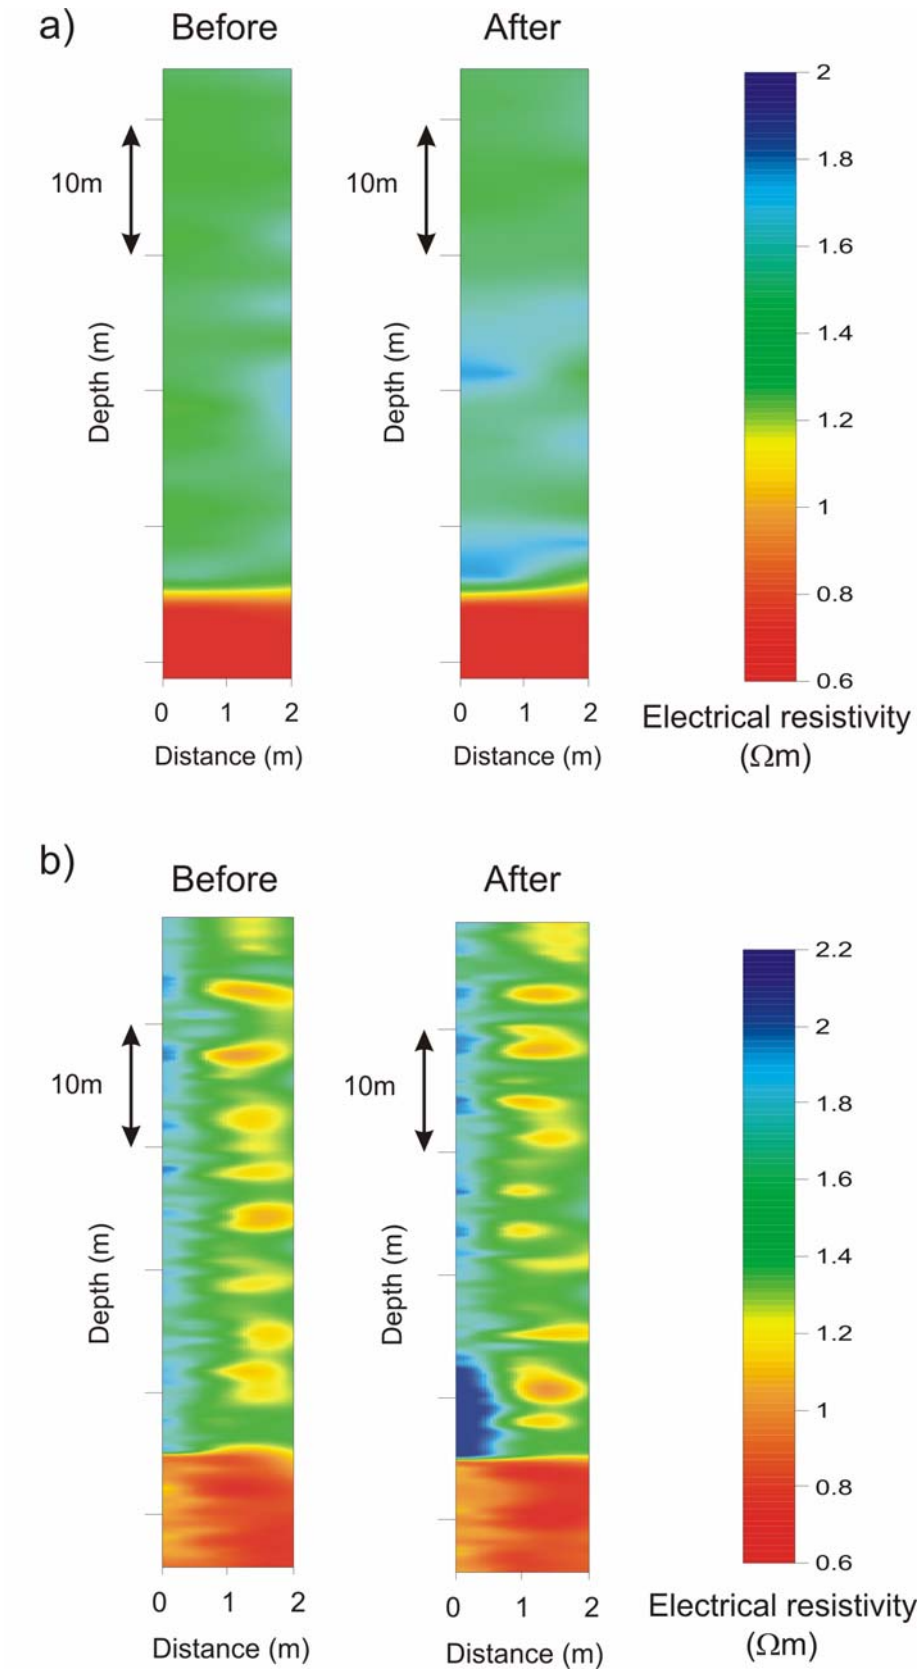 a)
Before
After
10m
10m
Depth (m)
Depth (m)
0 1 2
0 1 2
Distance (m)
Distance (m)
2
1.8
1.6
1.4
1.2
1
0.8
0.6
Electrical resistivity
(Ωm)
b)
Before
After
10m
10m
Depth (m)
Depth (m)
0 1 2
0 1 2
Distance (m)
Distance (m)
2.2
2
1.8
1.6
1.4
1.2
1
0.8
0.6
Electrical resistivity
(Ωm)